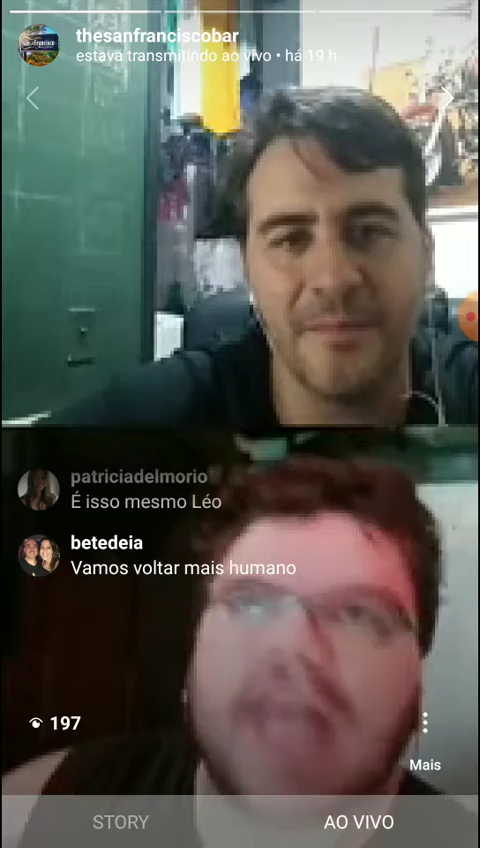 thesanfranciscobar
estava transmitindo ao vivo • há 19 h
patriciadelmorio
É isso mesmo Léo
betedeia
Vamos voltar mais humano
197
Mais
STORY
AO VIVO